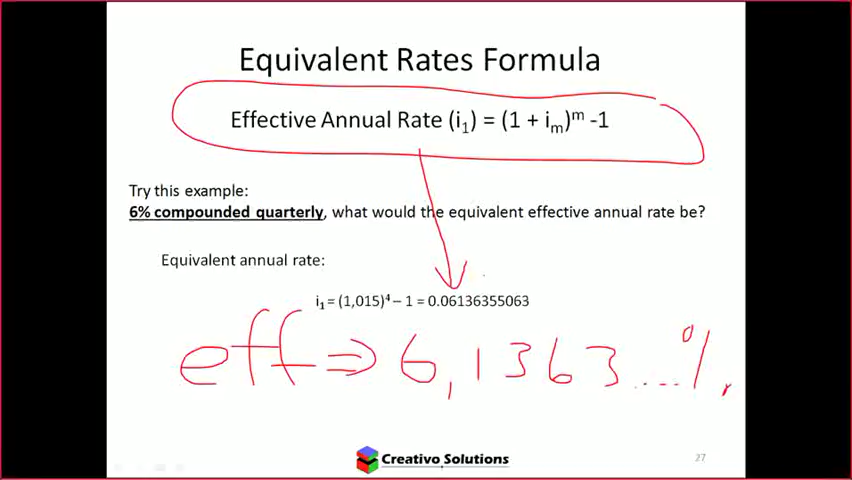 Equivalent Rates Formula
Effective Annual Rate (i₁) = (1 + iₘ)ᵐ -1
Try this example:
6% compounded quarterly, what would the equivalent effective annual rate be?
Equivalent annual rate:
i₁ = (1,015)⁴ – 1 = 0.06136355063
eff ⇒ 6,1363....%.
Creativo Solutions
27